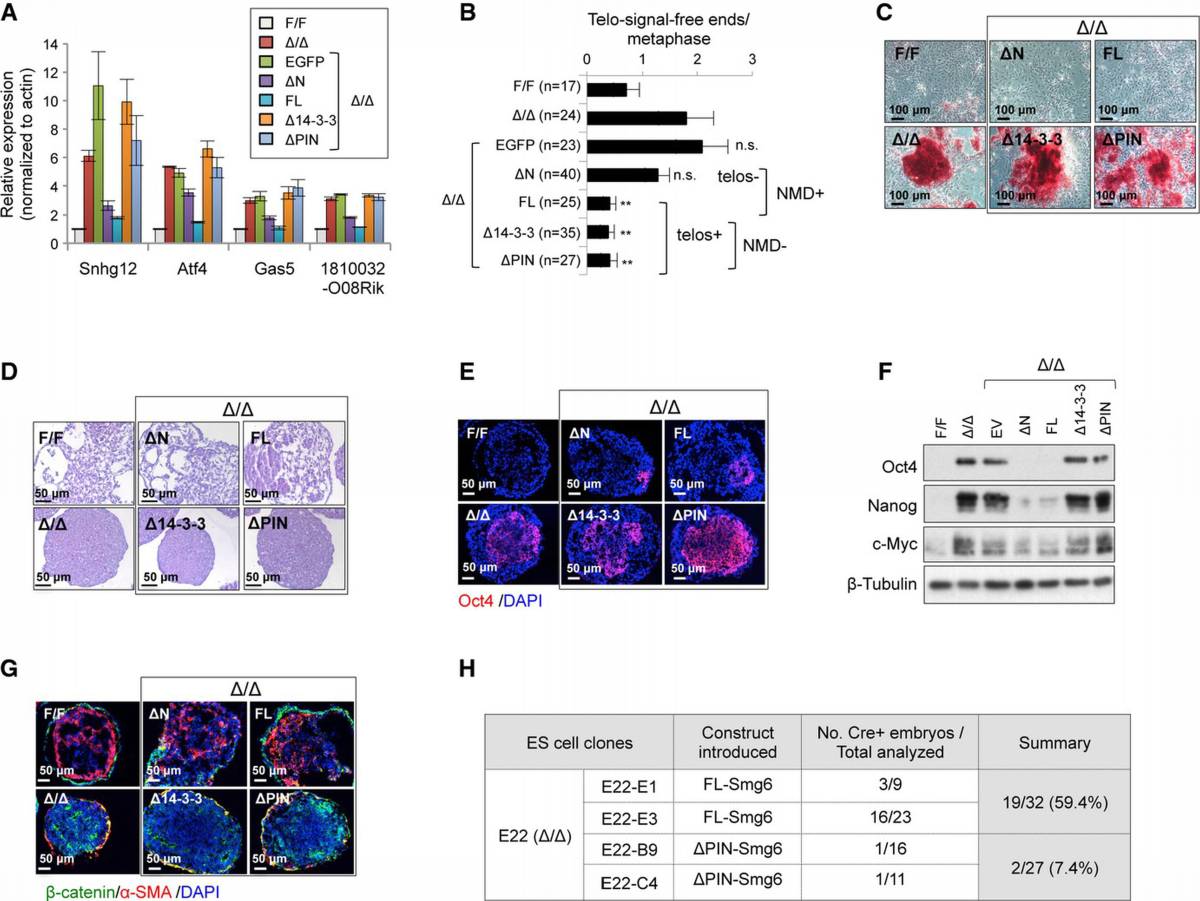 A
F/F
Δ/Δ
EGFP
ΔN
FL
Δ14-3-3
ΔPIN
Δ/Δ
Relative expression
(normalized to actin)
14
12
10
8
6
4
2
0
Snhg12
Atf4
Gas5
1810032
-O08Rik
B
Telo-signal-free ends/
metaphase
0 1 2 3
F/F (n=17)
Δ/Δ (n=24)
EGFP (n=23) n.s.
ΔN (n=40) n.s.
FL (n=25) **
Δ14-3-3 (n=35) **
ΔPIN (n=27) **
Δ/Δ
telos-
NMD+
telos+
NMD-
C
Δ/Δ
F/F
100 μm
ΔN
100 μm
FL
100 μm
Δ/Δ
100 μm
Δ14-3-3
100 μm
ΔPIN
100 μm
D
Δ/Δ
F/F
50 μm
ΔN
50 μm
FL
50 μm
Δ/Δ
50 μm
Δ14-3-3
50 μm
ΔPIN
50 μm
E
Δ/Δ
F/F
50 μm
ΔN
50 μm
FL
50 μm
Δ/Δ
50 μm
Δ14-3-3
50 μm
ΔPIN
50 μm
Oct4 /DAPI
F
Δ/Δ
F/F
Δ/Δ
EV
ΔN
FL
Δ14-3-3
ΔPIN
Oct4
Nanog
c-Myc
β-Tubulin
G
Δ/Δ
F/F
50 μm
ΔN
50 μm
FL
50 μm
Δ/Δ
50 μm
Δ14-3-3
50 μm
ΔPIN
50 μm
β-catenin/α-SMA /DAPI
H
ES cell clones
Construct
introduced
No. Cre+ embryos /
Total analyzed
Summary
E22 (Δ/Δ)
E22-E1 FL-Smg6 3/9
E22-E3 FL-Smg6 16/23
19/32 (59.4%)
E22-B9 ΔPIN-Smg6 1/16
E22-C4 ΔPIN-Smg6 1/11
2/27 (7.4%)